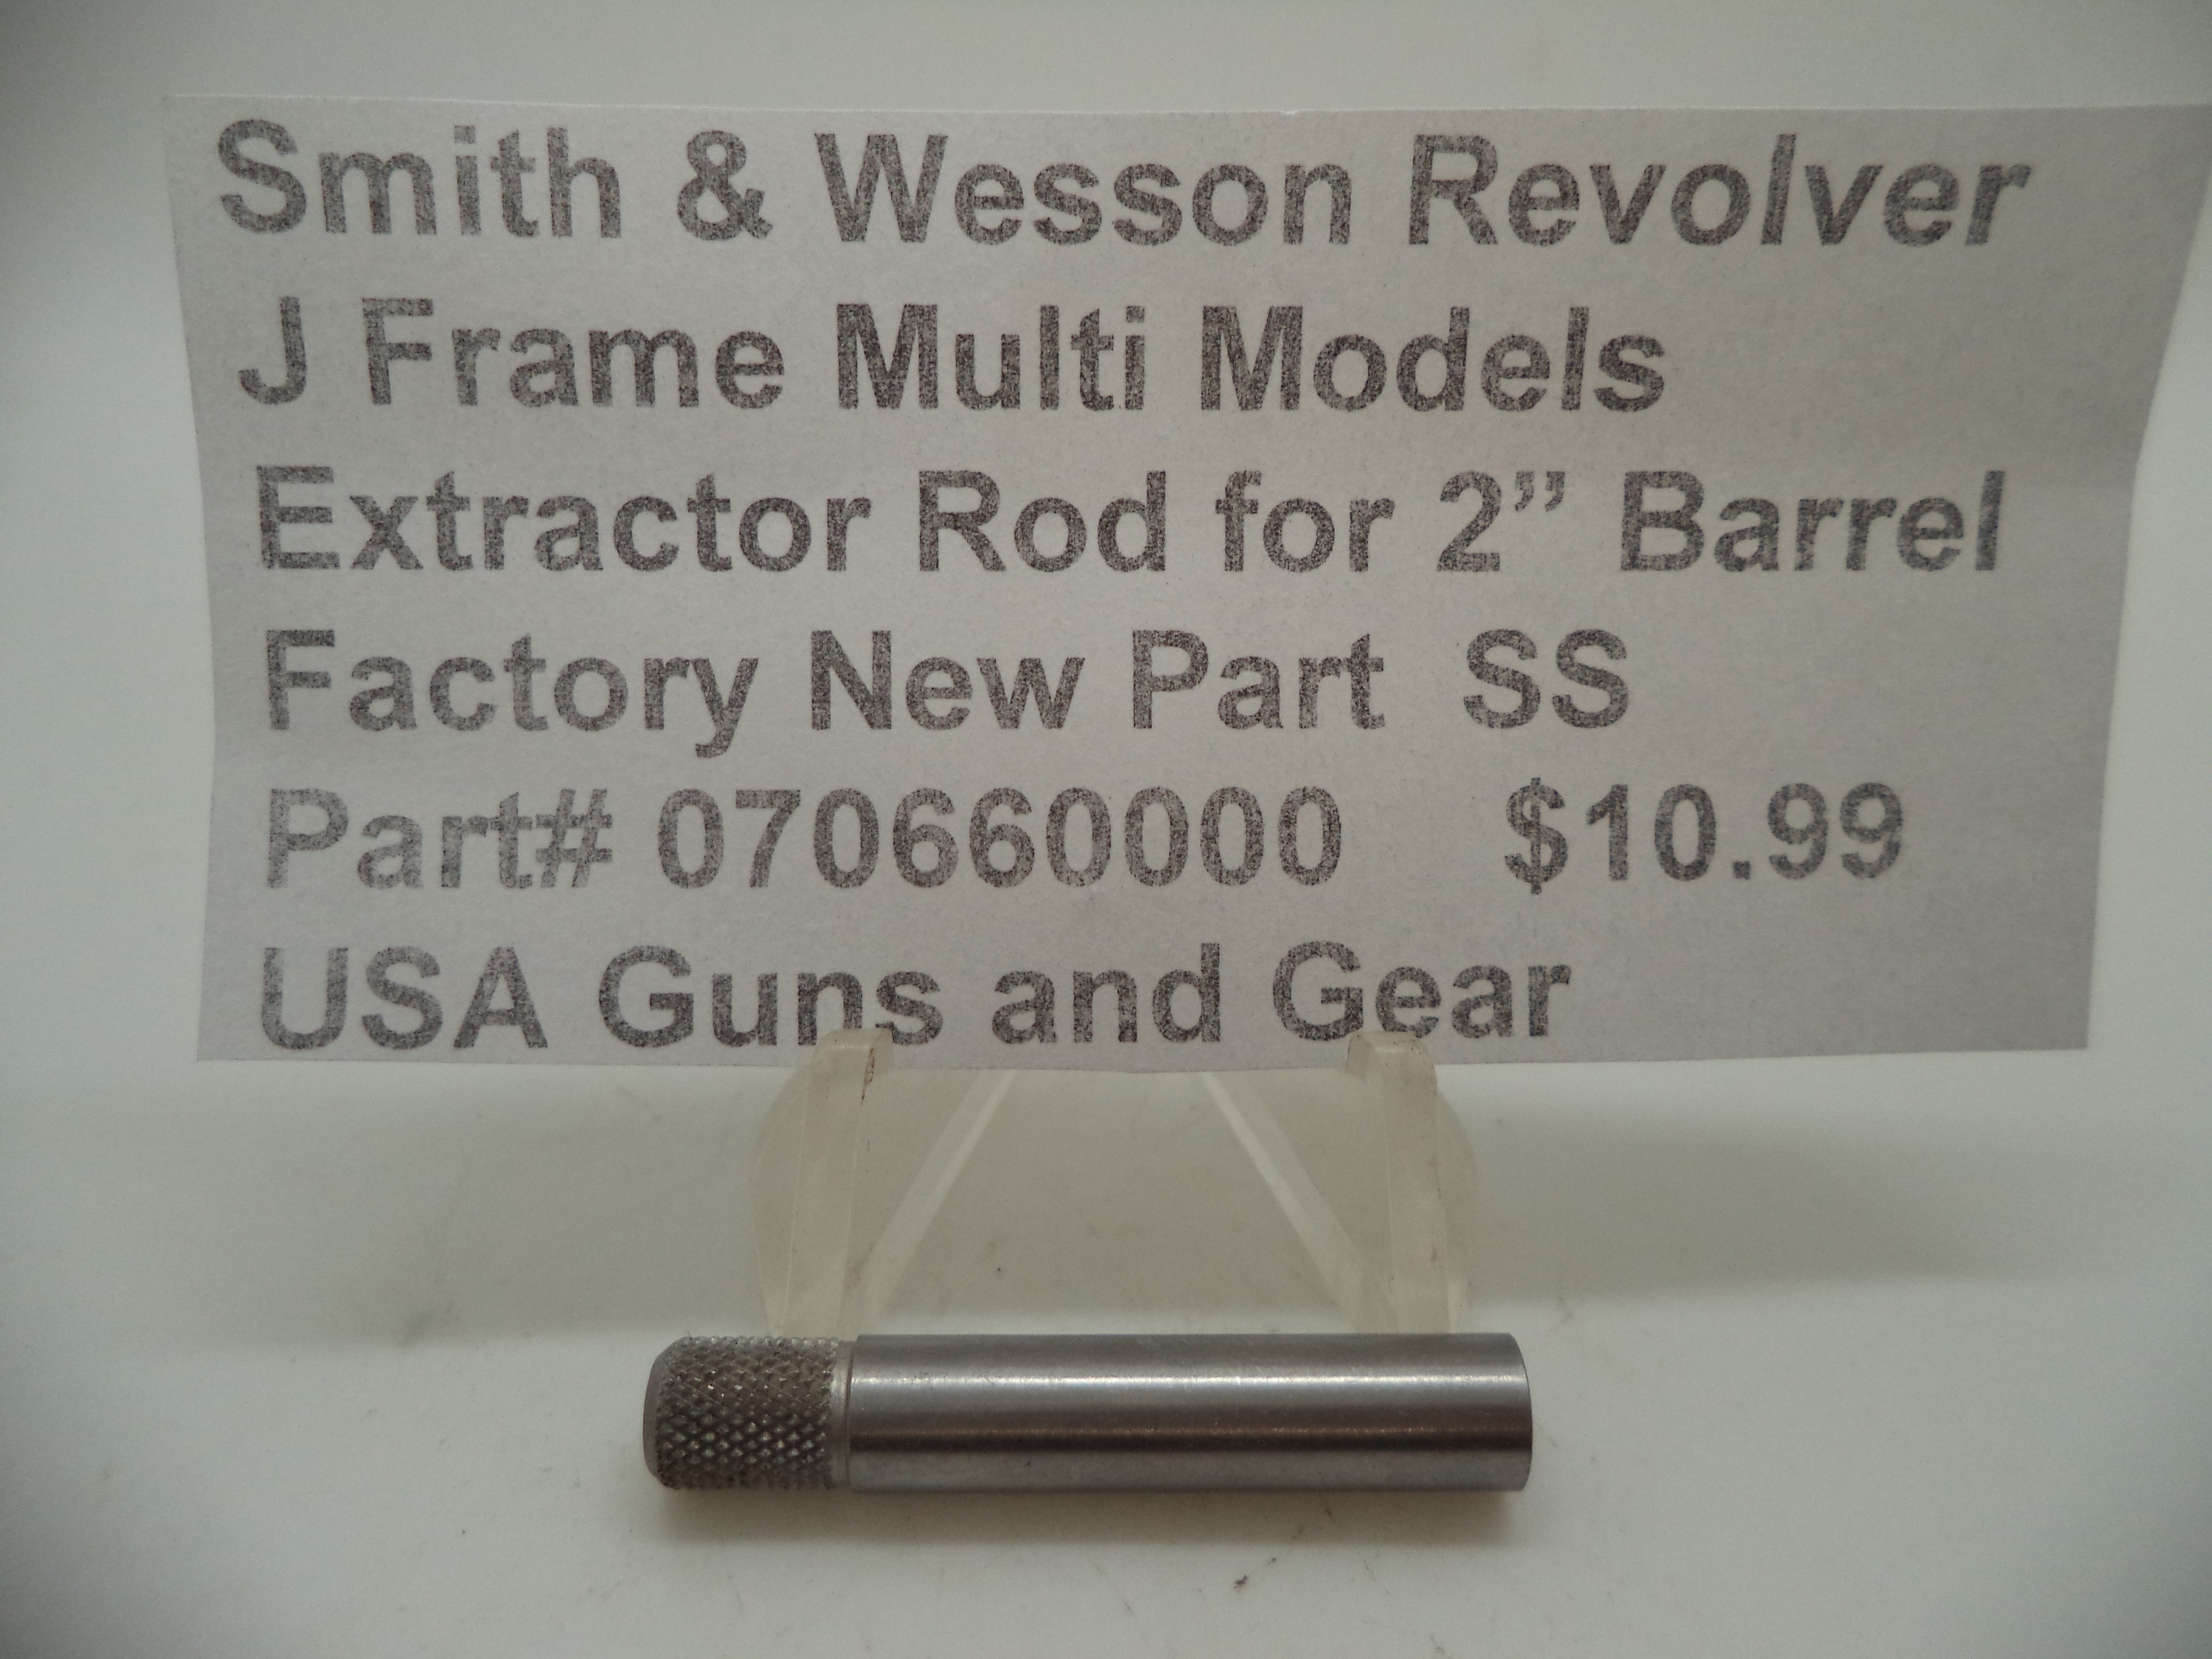 Smith & Wesson Revolver
J Frame Multi Models
Extractor Rod for 2” Barrel
Factory New Part  SS
Part# 070660000    $10.99
USA Guns and Gear